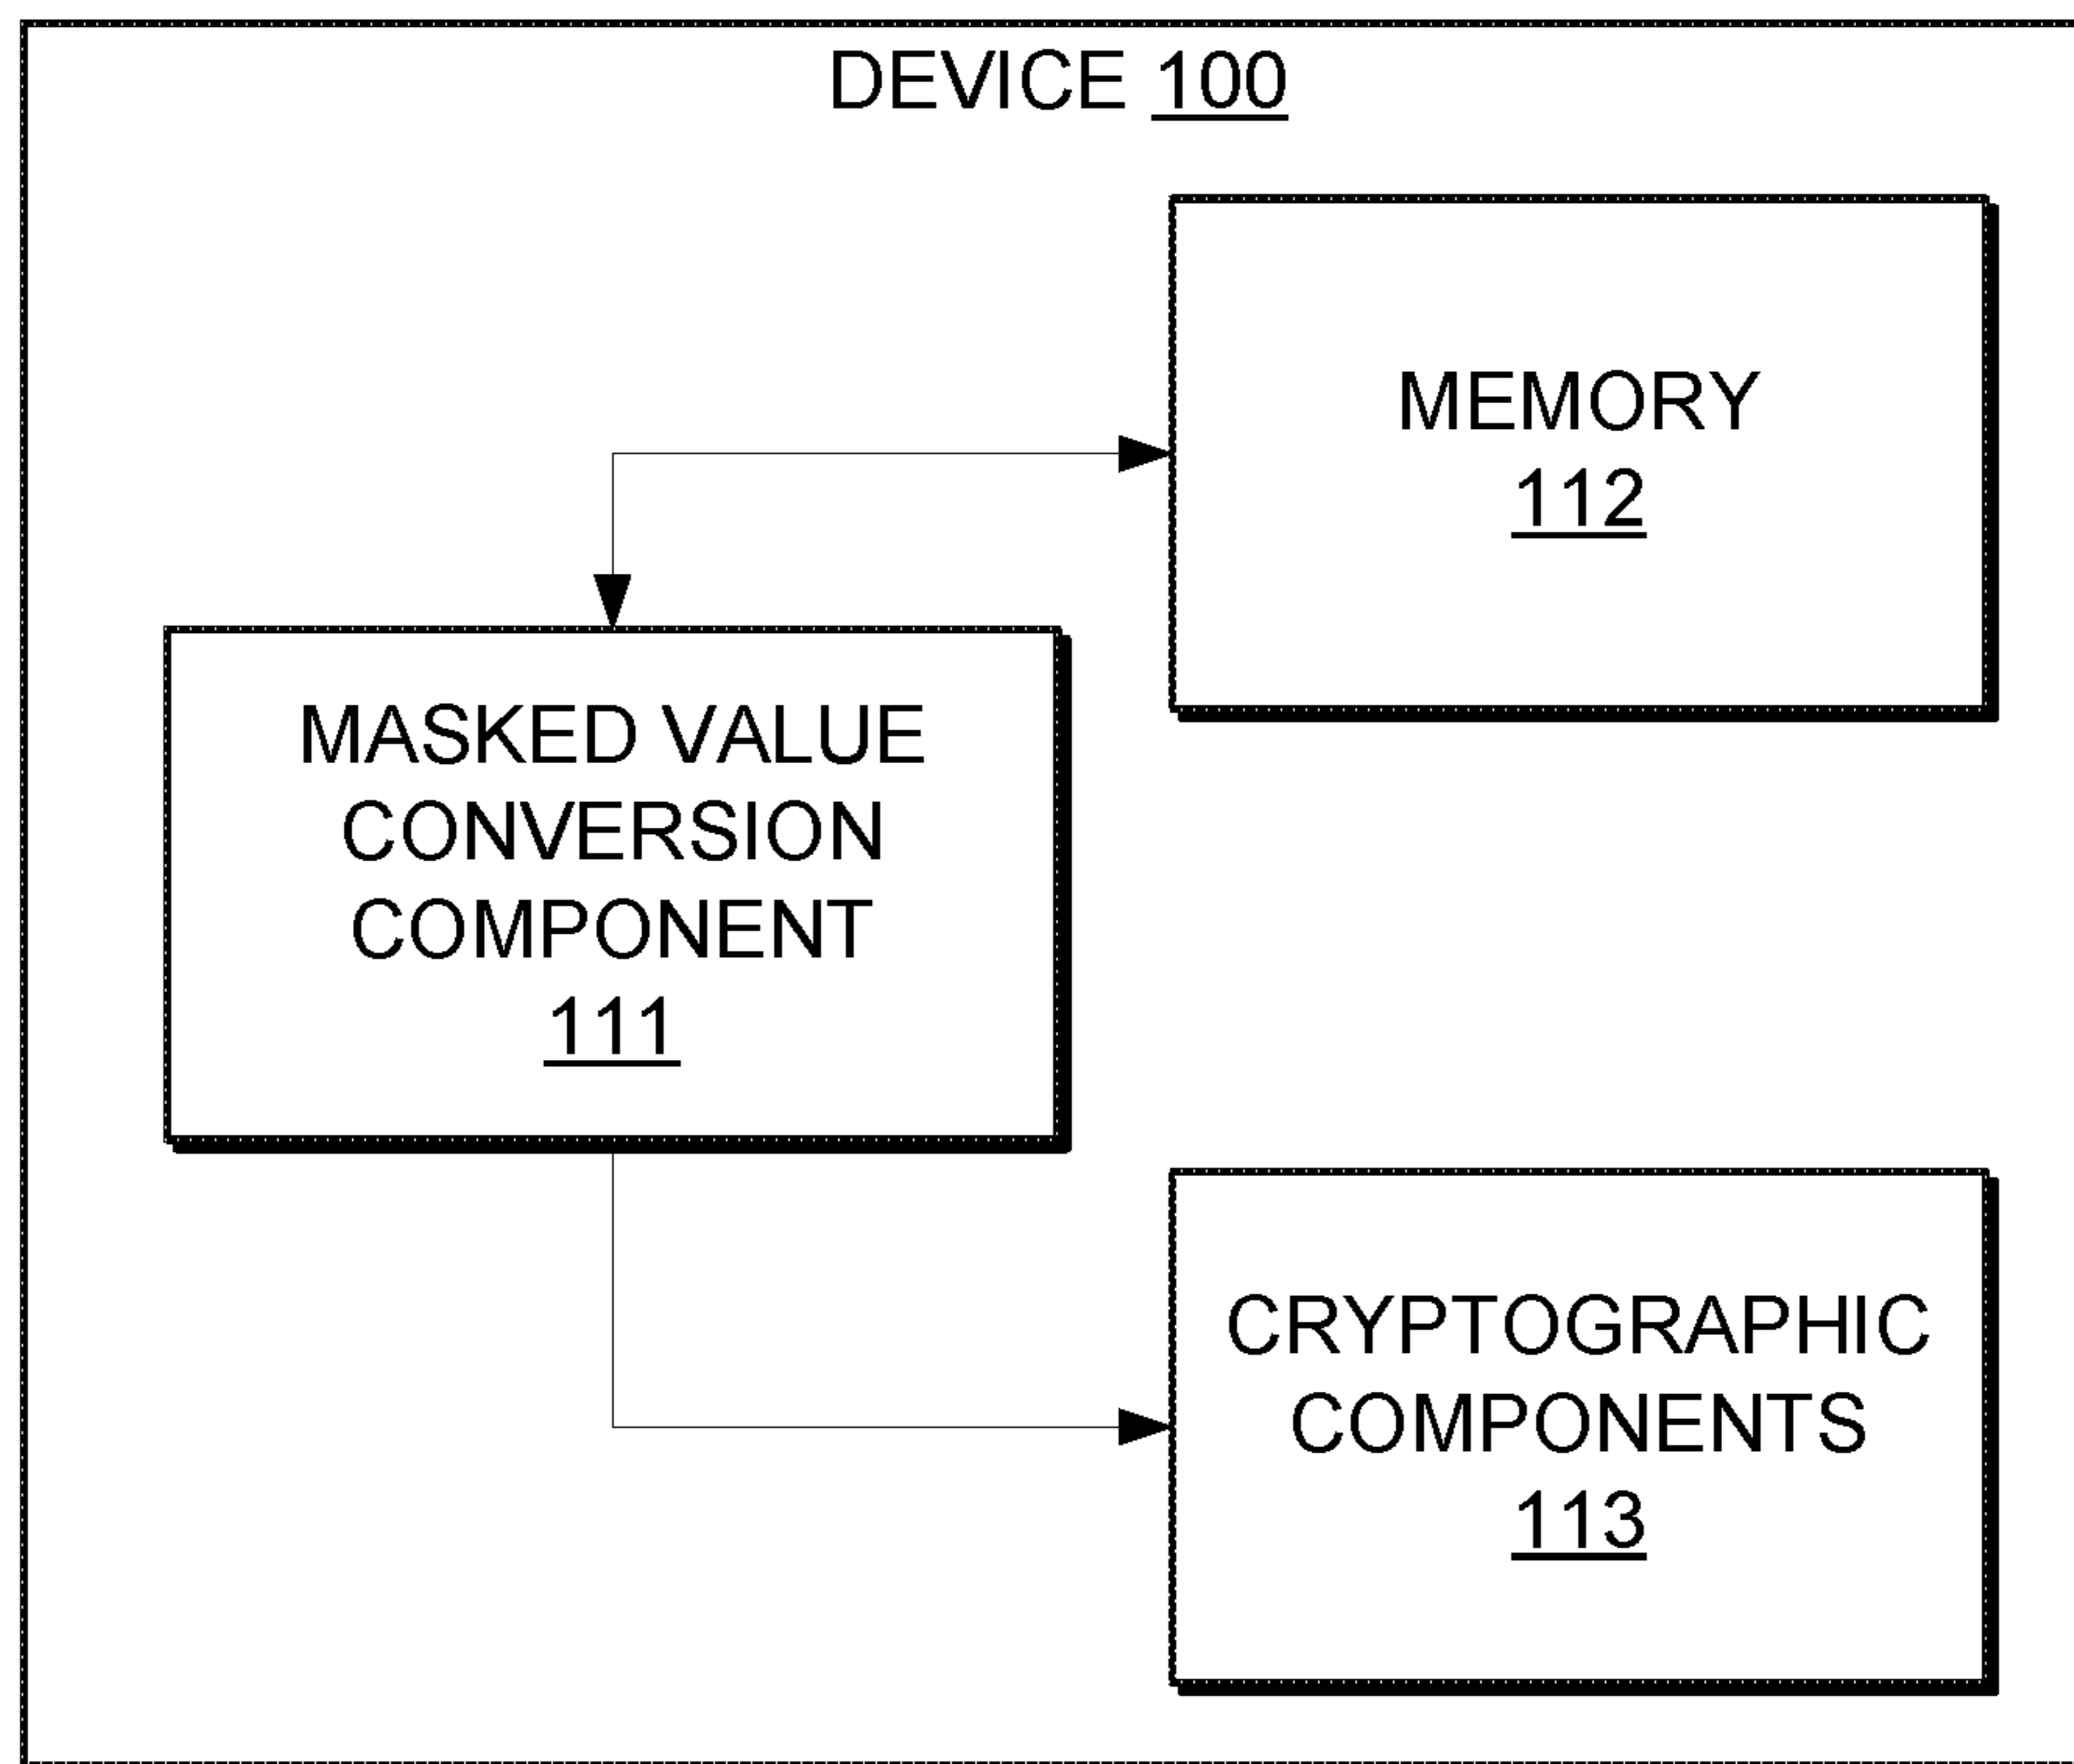 DEVICE 100
MEMORY
112
MASKED VALUE
CONVERSION
COMPONENT
111
CRYPTOGRAPHIC
COMPONENTS
113